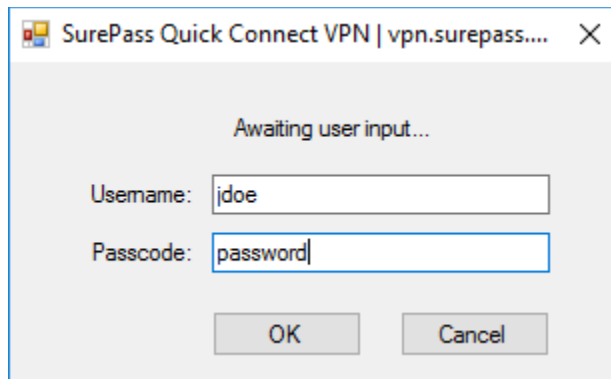 SurePass Quick Connect VPN | vpn.surepass....
Awaiting user input...
Username: jdoe
Passcode: password
OK Cancel